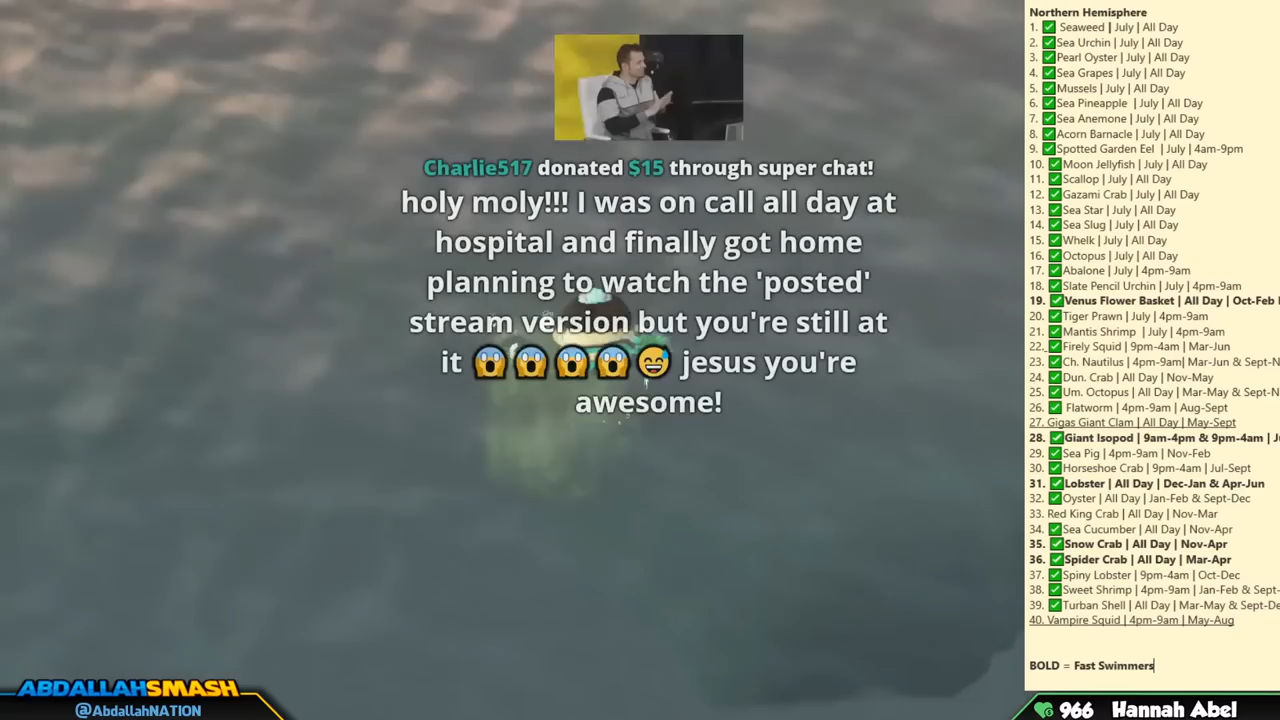 Charlie517 donated $15 through super chat!
holy moly!!! I was on call all day at
hospital and finally got home
planning to watch the 'posted'
stream version but you're still at
it 😱😱😱😱😅 jesus you're
awesome!
Northern Hemisphere
1. ✅ Seaweed | July | All Day
2. ✅Sea Urchin | July | All Day
3. ✅Pearl Oyster | July | All Day
4. ✅Sea Grapes | July | All Day
5. ✅Mussels | July | All Day
6. ✅Sea Pineapple | July | All Day
7. ✅Sea Anemone | July | All Day
8. ✅Acorn Barnacle | July | All Day
9. ✅Spotted Garden Eel | July | 4am-9pm
10. ✅Moon Jellyfish | July | All Day
11. ✅Scallop | July | All Day
12. ✅Gazami Crab | July | All Day
13. ✅Sea Star | July | All Day
14. ✅Sea Slug | July | All Day
15. ✅Whelk | July | All Day
16. ✅Octopus | July | All Day
17. ✅Abalone | July | 4pm-9am
18. ✅Slate Pencil Urchin | July | 4pm-9am
19. ✅Venus Flower Basket | All Day | Oct-Feb
20. ✅Tiger Prawn | July | 4pm-9am
21. ✅Mantis Shrimp | July | 4pm-9am
22. ✅Firely Squid | 9pm-4am | Mar-Jun
23. ✅Ch. Nautilus | 4pm-9am| Mar-Jun & Sept-N
24. ✅Dun. Crab | All Day | Nov-May
25. ✅Um. Octopus | All Day | Mar-May & Sept-N
26. ✅ Flatworm | 4pm-9am | Aug-Sept
27. Gigas Giant Clam | All Day | May-Sept
28. ✅Giant Isopod | 9am-4pm & 9pm-4am | J
29. ✅Sea Pig | 4pm-9am | Nov-Feb
30. ✅Horseshoe Crab | 9pm-4am | Jul-Sept
31. ✅Lobster | All Day | Dec-Jan & Apr-Jun
32. ✅Oyster | All Day | Jan-Feb & Sept-Dec
33. Red King Crab | All Day | Nov-Mar
34. ✅Sea Cucumber | All Day | Nov-Apr
35. ✅Snow Crab | All Day | Nov-Apr
36. ✅Spider Crab | All Day | Mar-Apr
37. ✅Spiny Lobster | 9pm-4am | Oct-Dec
38. ✅Sweet Shrimp | 4pm-9am | Jan-Feb & Sept-
39. ✅Turban Shell | All Day | Mar-May & Sept-De
40. Vampire Squid | 4pm-9am | May-Aug
BOLD = Fast Swimmers
ABDALLAHSMASH
@AbdallahNATION
966 Hannah Abel